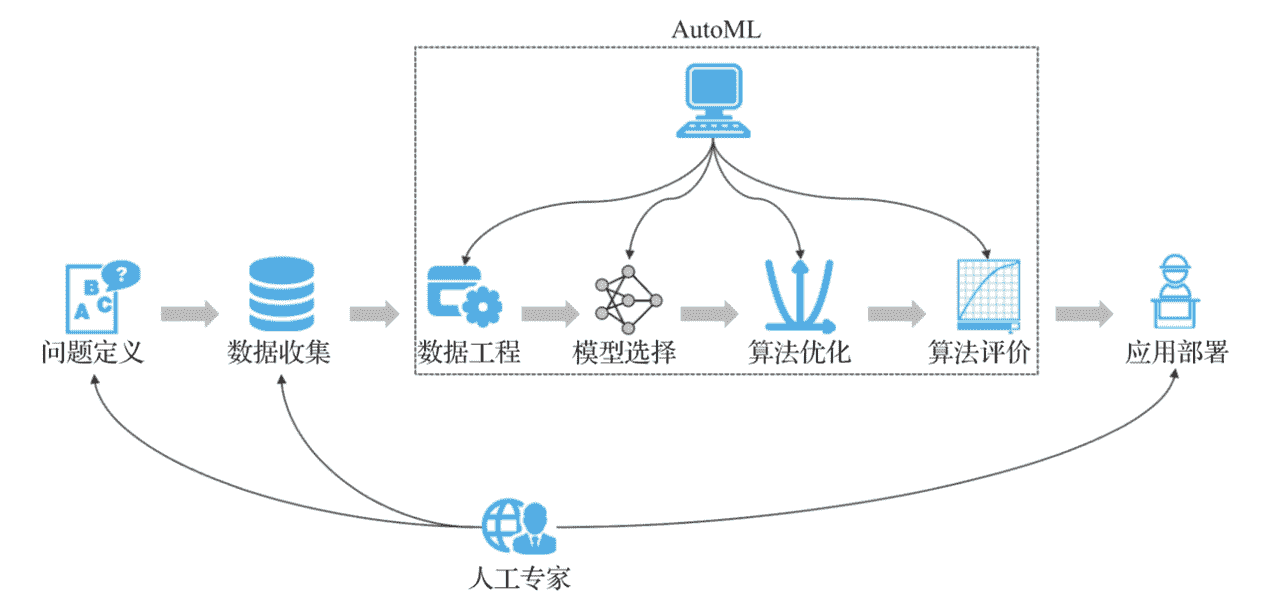 AutoML
?
B
A C
问题定义
数据收集
数据工程
模型选择
算法优化
算法评价
应用部署
人工专家